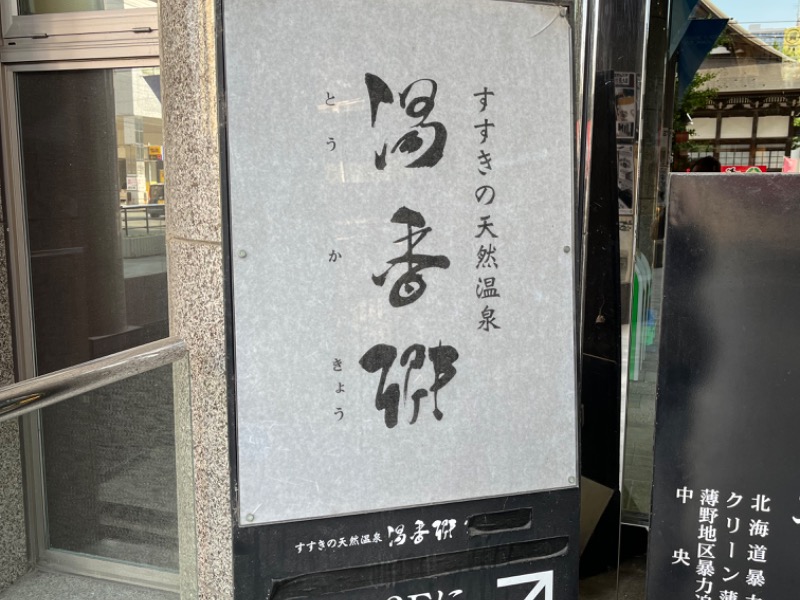 すすきの天然温泉
湯香郷
とう か きょう
すすきの天然温泉 湯香郷
北海道暴力
クリーン薄
薄野地区暴力追
中 央